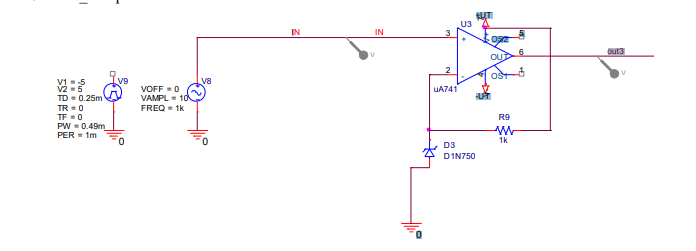 +UT
U3
IN
IN
3
+
5
OS2
OUT
6
out3
V
V
2
-
OS1
1
uA741
-UT
V1 = -5
V2 = 5
TD = 0.25m
TR = 0
TF = 0
PW = 0.49m
PER = 1m
V9
0
VOFF = 0
VAMPL = 10
FREQ = 1k
V8
0
R9
1k
D3
D1N750
0